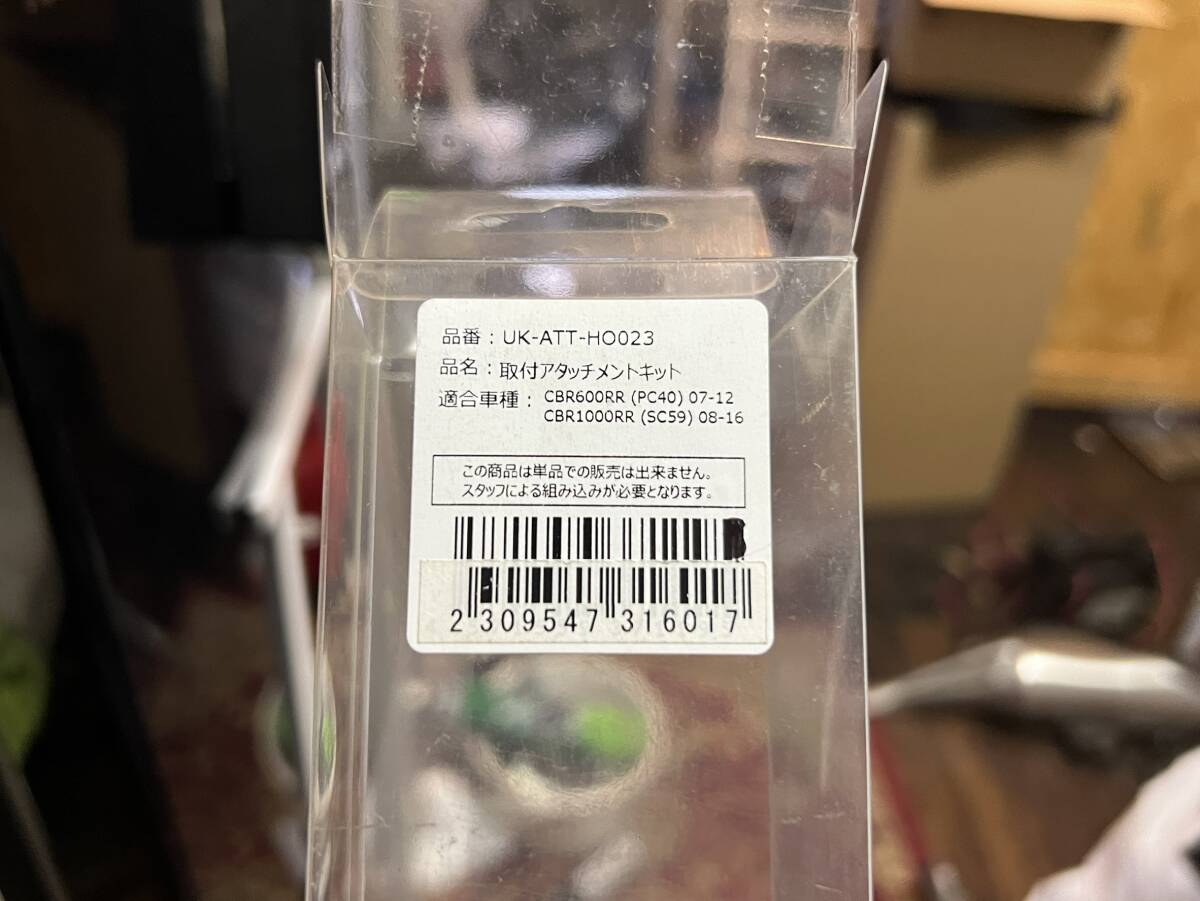 品番：UK-ATT-HO023
品名：取付アタッチメントキット
適合車種：CBR600RR (PC40) 07-12
CBR1000RR (SC59) 08-16
この商品は単品での販売は出来ません。
スタッフによる組み込みが必要となります。
2 309547 316017